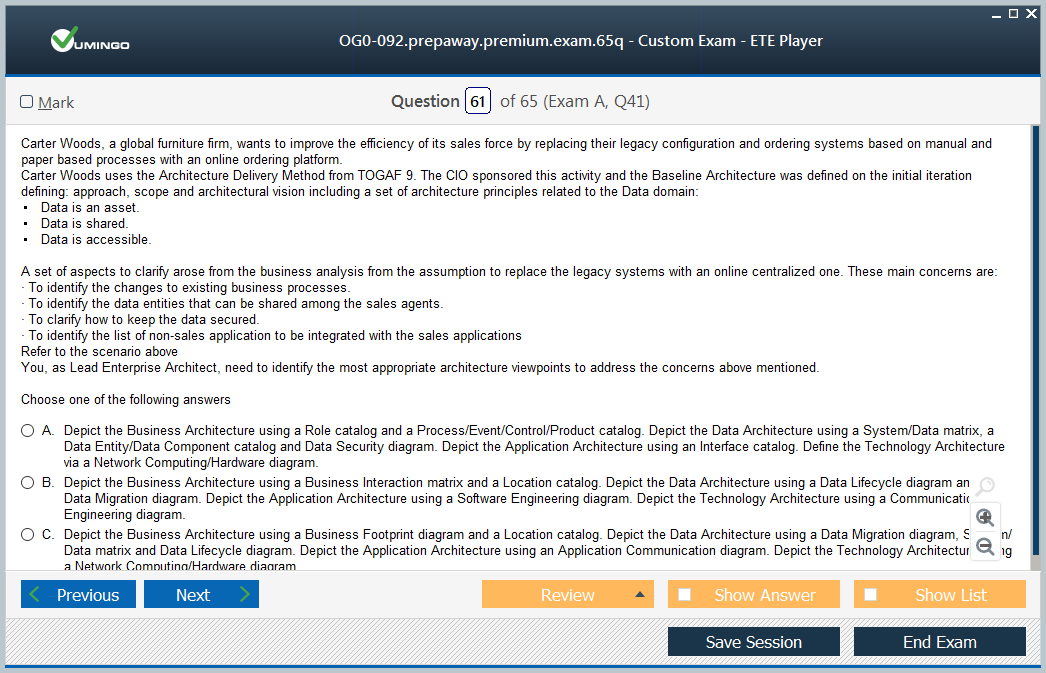 VUMINGO
OG0-092.prepaway.premium.exam.65q - Custom Exam - ETE Player
Mark
Question 61 of 65 (Exam A, Q41)
Carter Woods, a global furniture firm, wants to improve the efficiency of its sales force by replacing their legacy configuration and ordering systems based on manual and
paper based processes with an online ordering platform.
Carter Woods uses the Architecture Delivery Method from TOGAF 9. The CIO sponsored this activity and the Baseline Architecture was defined on the initial iteration
defining: approach, scope and architectural vision including a set of architecture principles related to the Data domain:
• Data is an asset.
• Data is shared.
• Data is accessible.
A set of aspects to clarify arose from the business analysis from the assumption to replace the legacy systems with an online centralized one. These main concerns are:
· To identify the changes to existing business processes.
· To identify the data entities that can be shared among the sales agents.
· To clarify how to keep the data secured.
· To identify the list of non-sales application to be integrated with the sales applications
Refer to the scenario above
You, as Lead Enterprise Architect, need to identify the most appropriate architecture viewpoints to address the concerns above mentioned.
Choose one of the following answers
A. Depict the Business Architecture using a Role catalog and a Process/Event/Control/Product catalog. Depict the Data Architecture using a System/Data matrix, a
Data Entity/Data Component catalog and Data Security diagram. Depict the Application Architecture using an Interface catalog. Define the Technology Architecture
via a Network Computing/Hardware diagram.
B. Depict the Business Architecture using a Business Interaction matrix and a Location catalog. Depict the Data Architecture using a Data Lifecycle diagram an
Data Migration diagram. Depict the Application Architecture using a Software Engineering diagram. Depict the Technology Architecture using a
Engineering diagram.
C. Depict the Business Architecture using a Business Footprint diagram and a Location catalog. Depict the Data Architecture using a Data Migration diagram,
Data matrix and Data Lifecycle diagram. Depict the Application Architecture using an Application Communication diagram. Depict the Technology
a Network Computing/Hardware diagram
Previous
Next
Review
Show Answer
Show List
Save Session
End Exam